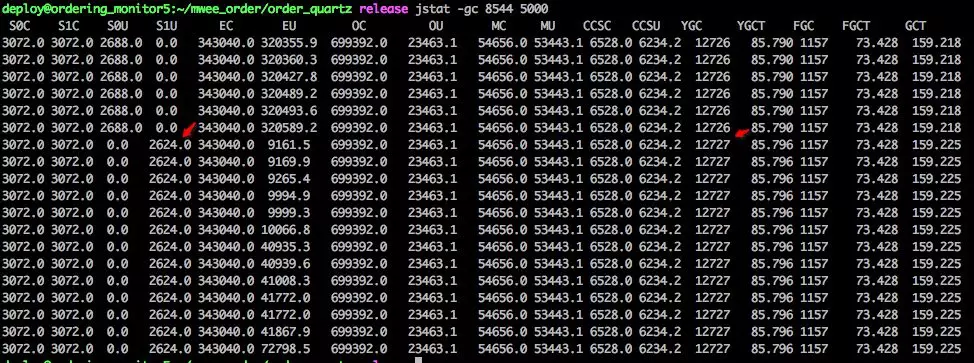 deploy@ordering_monitor5:~/mwee_order/order_quartz release jstat -gc 8544 5000
S0C S1C S0U S1U EC EU OC OU MC MU CCSC CCSU YGC YGCT FGC FGCT GCT
3072.0 3072.0 2688.0 0.0 343040.0 320355.9 699392.0 23463.1 54656.0 53443.1 6528.0 6234.2 12726 85.790 1157 73.428 159.218
3072.0 3072.0 2688.0 0.0 343040.0 320360.3 699392.0 23463.1 54656.0 53443.1 6528.0 6234.2 12726 85.790 1157 73.428 159.218
3072.0 3072.0 2688.0 0.0 343040.0 320427.8 699392.0 23463.1 54656.0 53443.1 6528.0 6234.2 12726 85.790 1157 73.428 159.218
3072.0 3072.0 2688.0 0.0 343040.0 320489.2 699392.0 23463.1 54656.0 53443.1 6528.0 6234.2 12726 85.790 1157 73.428 159.218
3072.0 3072.0 2688.0 0.0 343040.0 320493.6 699392.0 23463.1 54656.0 53443.1 6528.0 6234.2 12726 85.790 1157 73.428 159.218
3072.0 3072.0 2688.0 0.0 343040.0 320589.2 699392.0 23463.1 54656.0 53443.1 6528.0 6234.2 12726 85.790 1157 73.428 159.218
3072.0 3072.0 0.0 2624.0 343040.0 9161.5 699392.0 23463.1 54656.0 53443.1 6528.0 6234.2 12727 85.796 1157 73.428 159.225
3072.0 3072.0 0.0 2624.0 343040.0 9169.9 699392.0 23463.1 54656.0 53443.1 6528.0 6234.2 12727 85.796 1157 73.428 159.225
3072.0 3072.0 0.0 2624.0 343040.0 9265.4 699392.0 23463.1 54656.0 53443.1 6528.0 6234.2 12727 85.796 1157 73.428 159.225
3072.0 3072.0 0.0 2624.0 343040.0 9994.9 699392.0 23463.1 54656.0 53443.1 6528.0 6234.2 12727 85.796 1157 73.428 159.225
3072.0 3072.0 0.0 2624.0 343040.0 9999.3 699392.0 23463.1 54656.0 53443.1 6528.0 6234.2 12727 85.796 1157 73.428 159.225
3072.0 3072.0 0.0 2624.0 343040.0 10066.8 699392.0 23463.1 54656.0 53443.1 6528.0 6234.2 12727 85.796 1157 73.428 159.225
3072.0 3072.0 0.0 2624.0 343040.0 40935.3 699392.0 23463.1 54656.0 53443.1 6528.0 6234.2 12727 85.796 1157 73.428 159.225
3072.0 3072.0 0.0 2624.0 343040.0 40939.6 699392.0 23463.1 54656.0 53443.1 6528.0 6234.2 12727 85.796 1157 73.428 159.225
3072.0 3072.0 0.0 2624.0 343040.0 41008.3 699392.0 23463.1 54656.0 53443.1 6528.0 6234.2 12727 85.796 1157 73.428 159.225
3072.0 3072.0 0.0 2624.0 343040.0 41772.0 699392.0 23463.1 54656.0 53443.1 6528.0 6234.2 12727 85.796 1157 73.428 159.225
3072.0 3072.0 0.0 2624.0 343040.0 41772.0 699392.0 23463.1 54656.0 53443.1 6528.0 6234.2 12727 85.796 1157 73.428 159.225
3072.0 3072.0 0.0 2624.0 343040.0 41867.9 699392.0 23463.1 54656.0 53443.1 6528.0 6234.2 12727 85.796 1157 73.428 159.225
3072.0 3072.0 0.0 2624.0 343040.0 72798.5 699392.0 23463.1 54656.0 53443.1 6528.0 6234.2 12727 85.796 1157 73.428 159.225